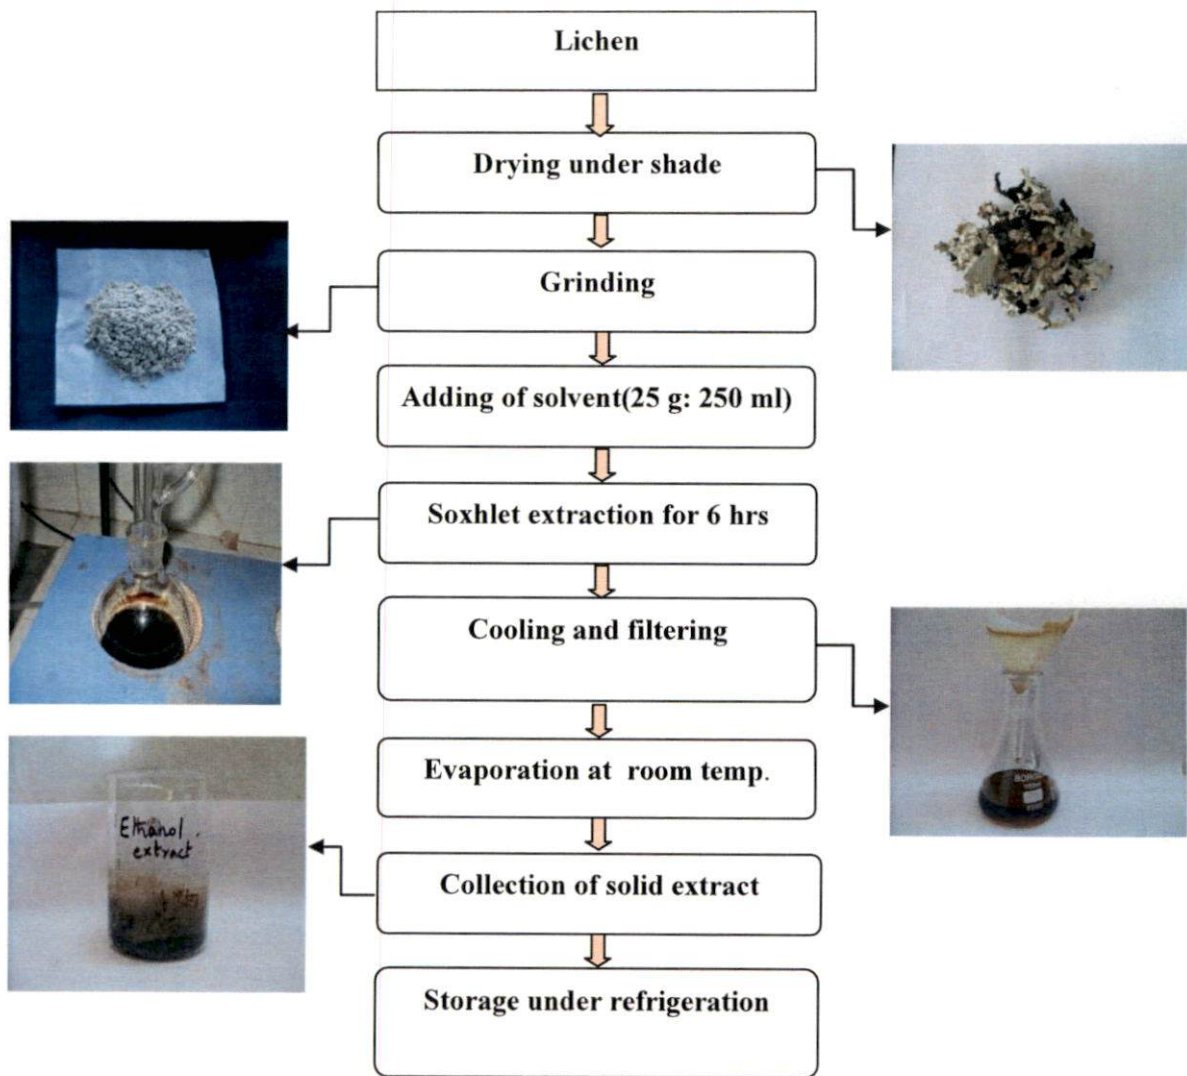 Lichen
Drying under shade
Grinding
Adding of solvent(25 g: 250 ml)
Soxhlet extraction for 6 hrs
Cooling and filtering
Evaporation at room temp.
Ethanol
extract
Collection of solid extract
Storage under refrigeration